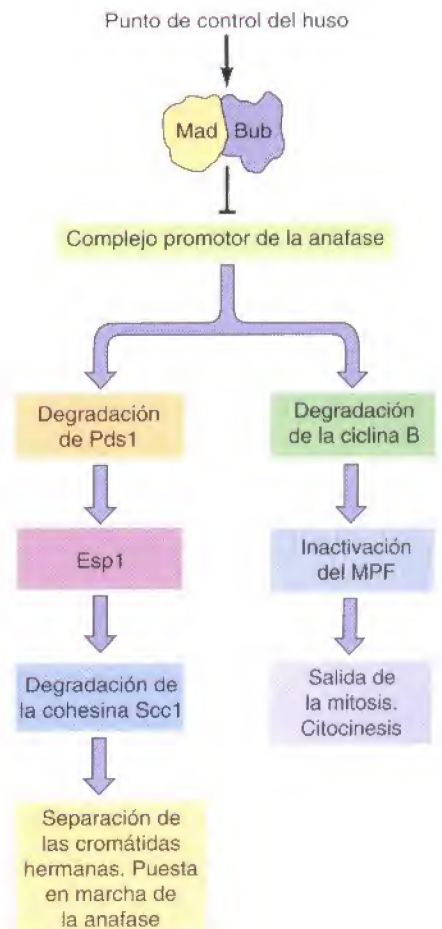 Punto de control del huso
Mad Bub
Complejo promotor de la anafase
Degradación
de Pds1
Esp1
Degradación de
la cohesina Scc1
Separación de
las cromátidas
hermanas. Puesta
en marcha de
la anafase
Degradación
de la ciclina B
Inactivación
del MPF
Salida de
la mitosis.
Citocinesis